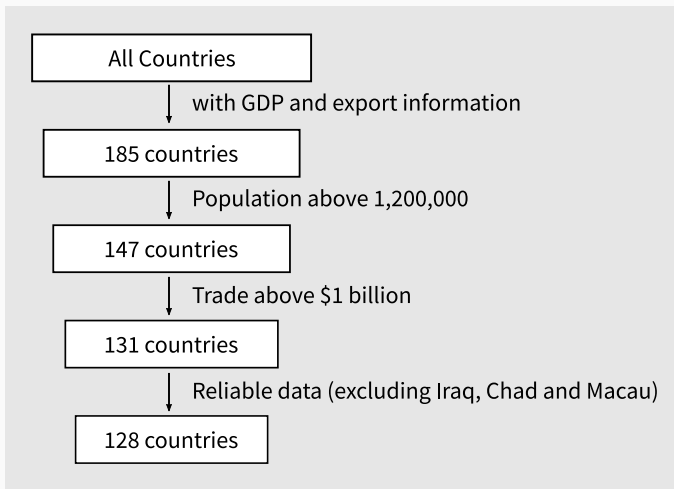 All Countries
with GDP and export information
185 countries
Population above 1,200,000
147 countries
Trade above $1 billion
131 countries
Reliable data (excluding Iraq, Chad and Macau)
128 countries